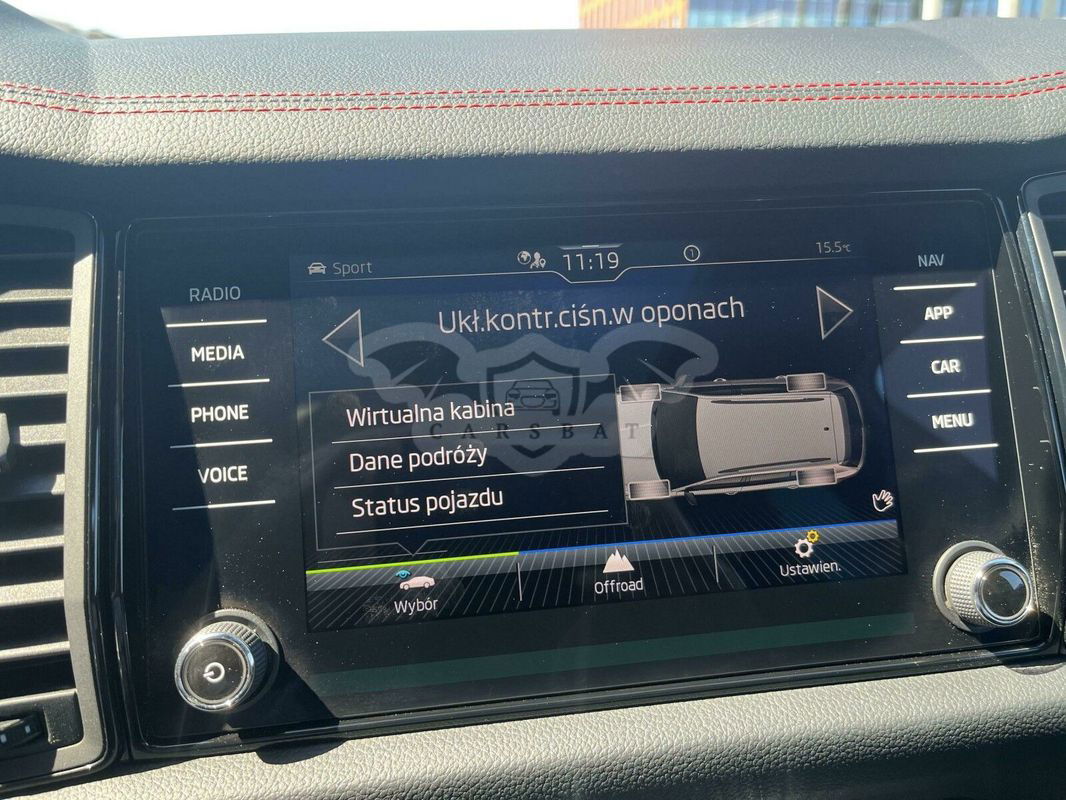 Sport
11:19
1
15.5°C
RADIO
MEDIA
PHONE
VOICE
NAV
APP
CAR
MENU
Ukł.kontr.ciśn.w oponach
Wirtualna kabina
Dane podróży
Status pojazdu
CARSBAT
Wybór
Offroad
Ustawien.